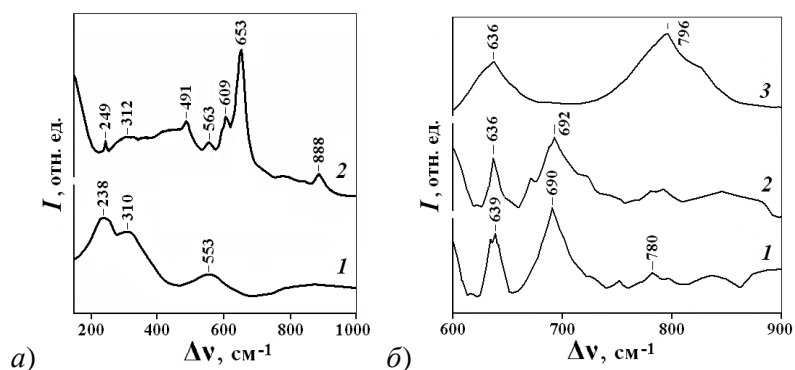 I, отн. ед.
249
312
491
563
609
653
888
2
238
310
553
1
200 400 600 800 1000
Δν, см-1
а)
636
796
3
636
692
2
639
690
780
1
600 700 800 900
I, отн. ед.
Δν, см-1
б)